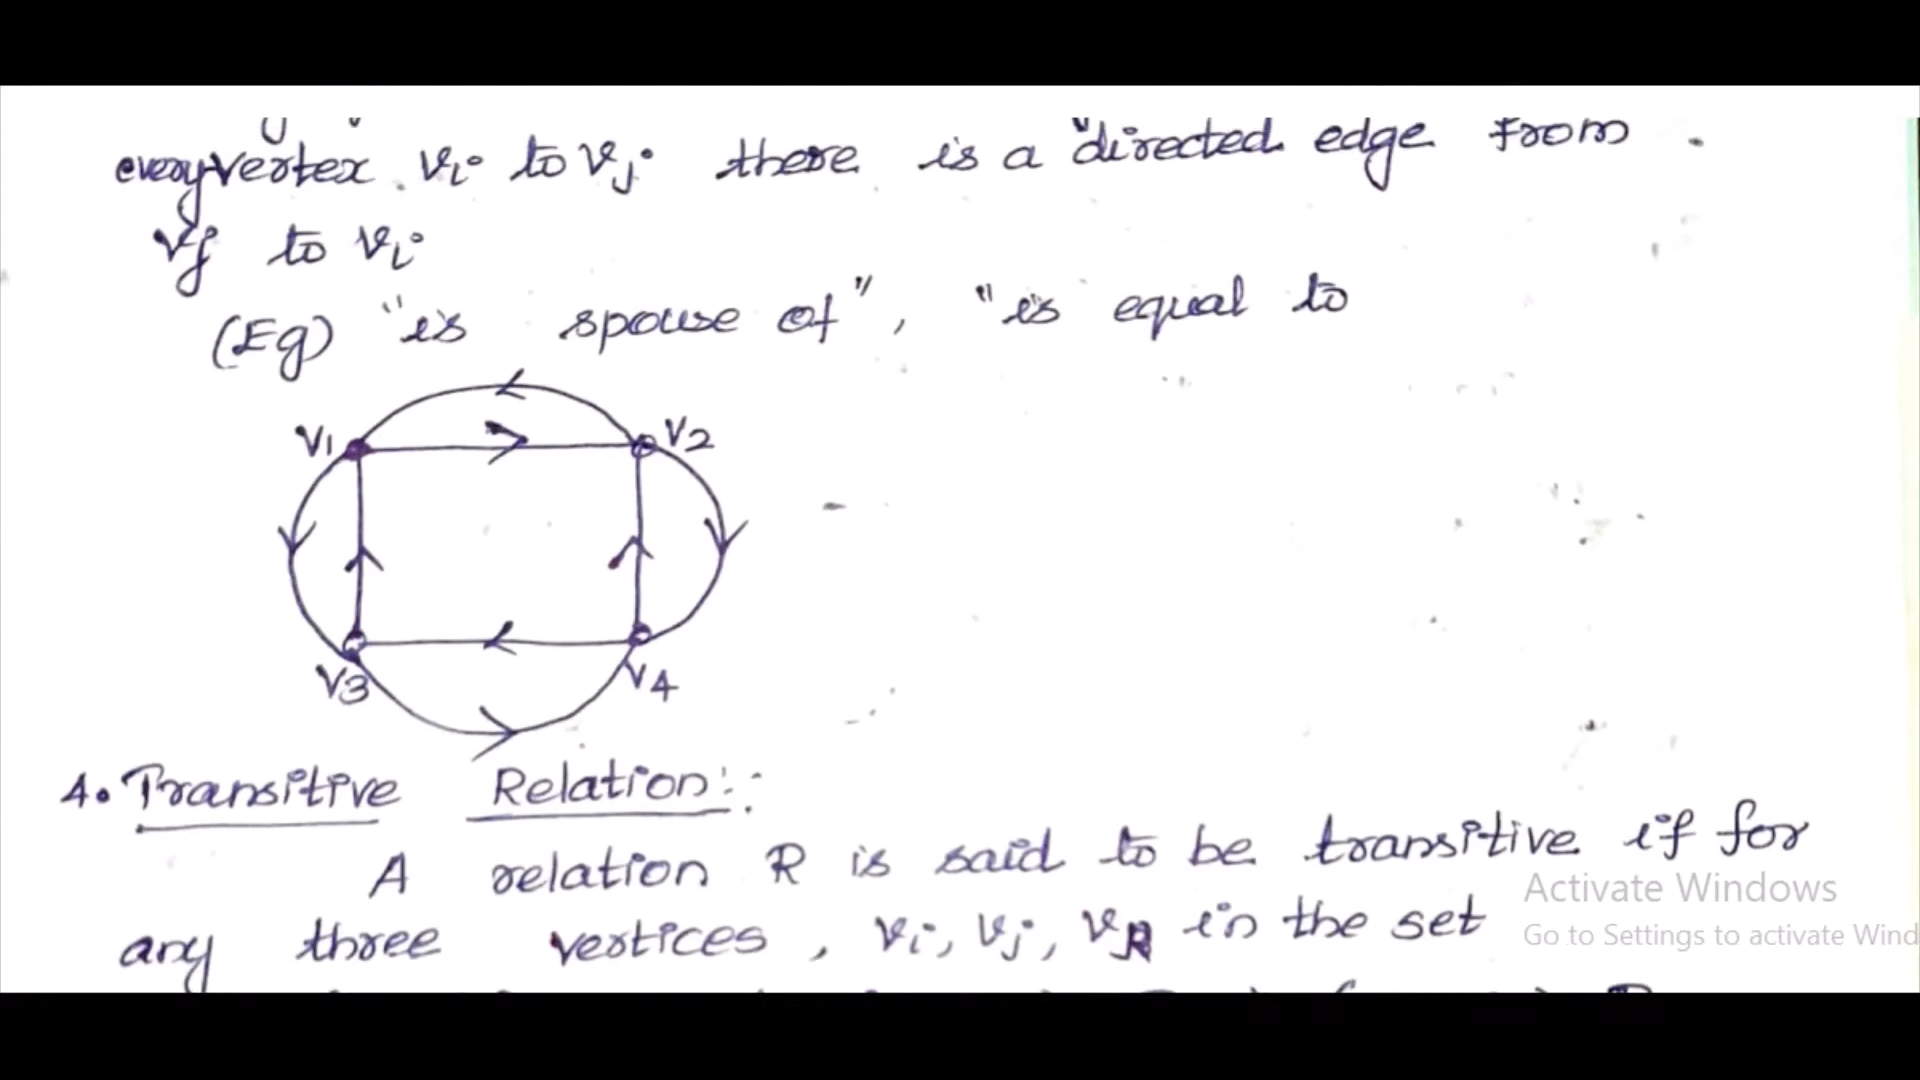 every vertex vi to vj there is a directed edge from
vj to vi
(Eg) "is spouse of", "is equal to
V1
V2
V3
V4
4. Transitive Relation:-
A relation R is said to be transitive if for
any three vertices, vi, vj, vk in the set
Activate Windows
Go to Settings to activate Wind